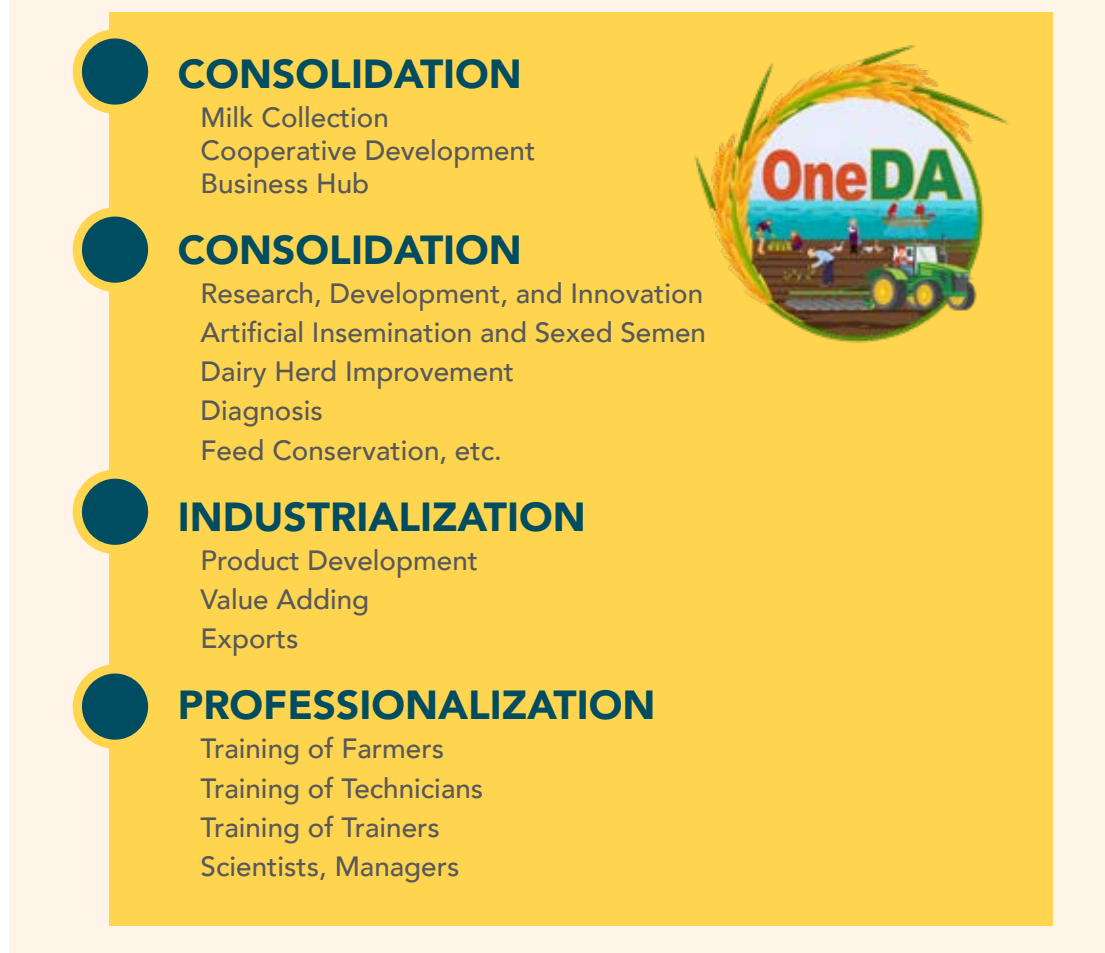 CONSOLIDATION
Milk Collection
Cooperative Development
Business Hub
OneDA
CONSOLIDATION
Research, Development, and Innovation
Artificial Insemination and Sexed Semen
Dairy Herd Improvement
Diagnosis
Feed Conservation, etc.
INDUSTRIALIZATION
Product Development
Value Adding
Exports
PROFESSIONALIZATION
Training of Farmers
Training of Technicians
Training of Trainers
Scientists, Managers